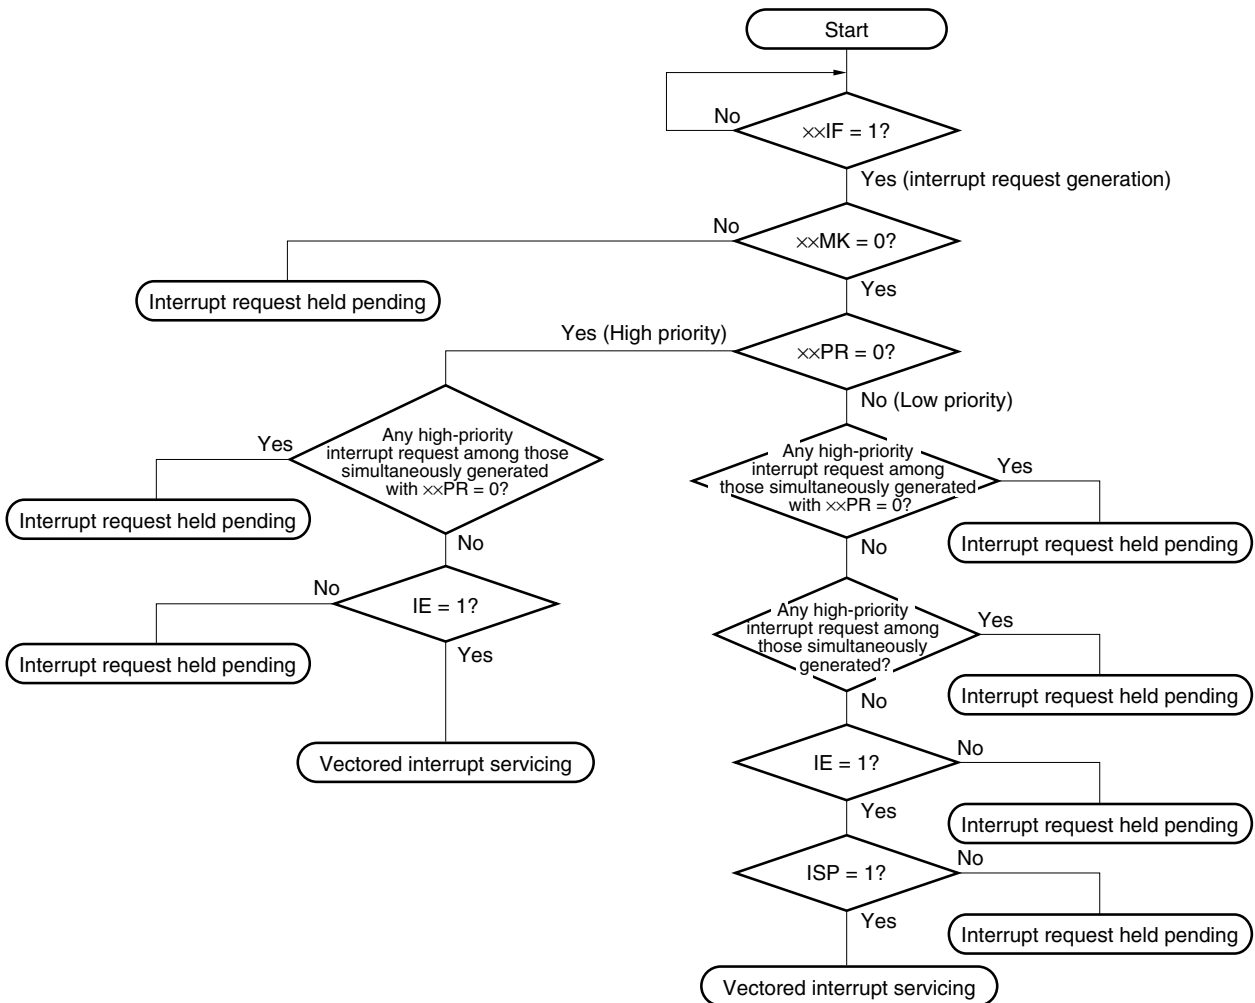 Start
No
××IF = 1?
Yes (interrupt request generation)
No
××MK = 0?
Interrupt request held pending
Yes
Yes (High priority)
××PR = 0?
No (Low priority)
Yes
Any high-priority
interrupt request among those
simultaneously generated
with ××PR = 0?
Any high-priority
interrupt request among
those simultaneously generated
with ××PR = 0?
Yes
Interrupt request held pending
No
Interrupt request held pending
No
No
IE = 1?
Any high-priority
interrupt request among
those simultaneously
generated?
Yes
Interrupt request held pending
Yes
Interrupt request held pending
No
Vectored interrupt servicing
IE = 1?
No
Yes
Interrupt request held pending
ISP = 1?
No
Yes
Interrupt request held pending
Vectored interrupt servicing